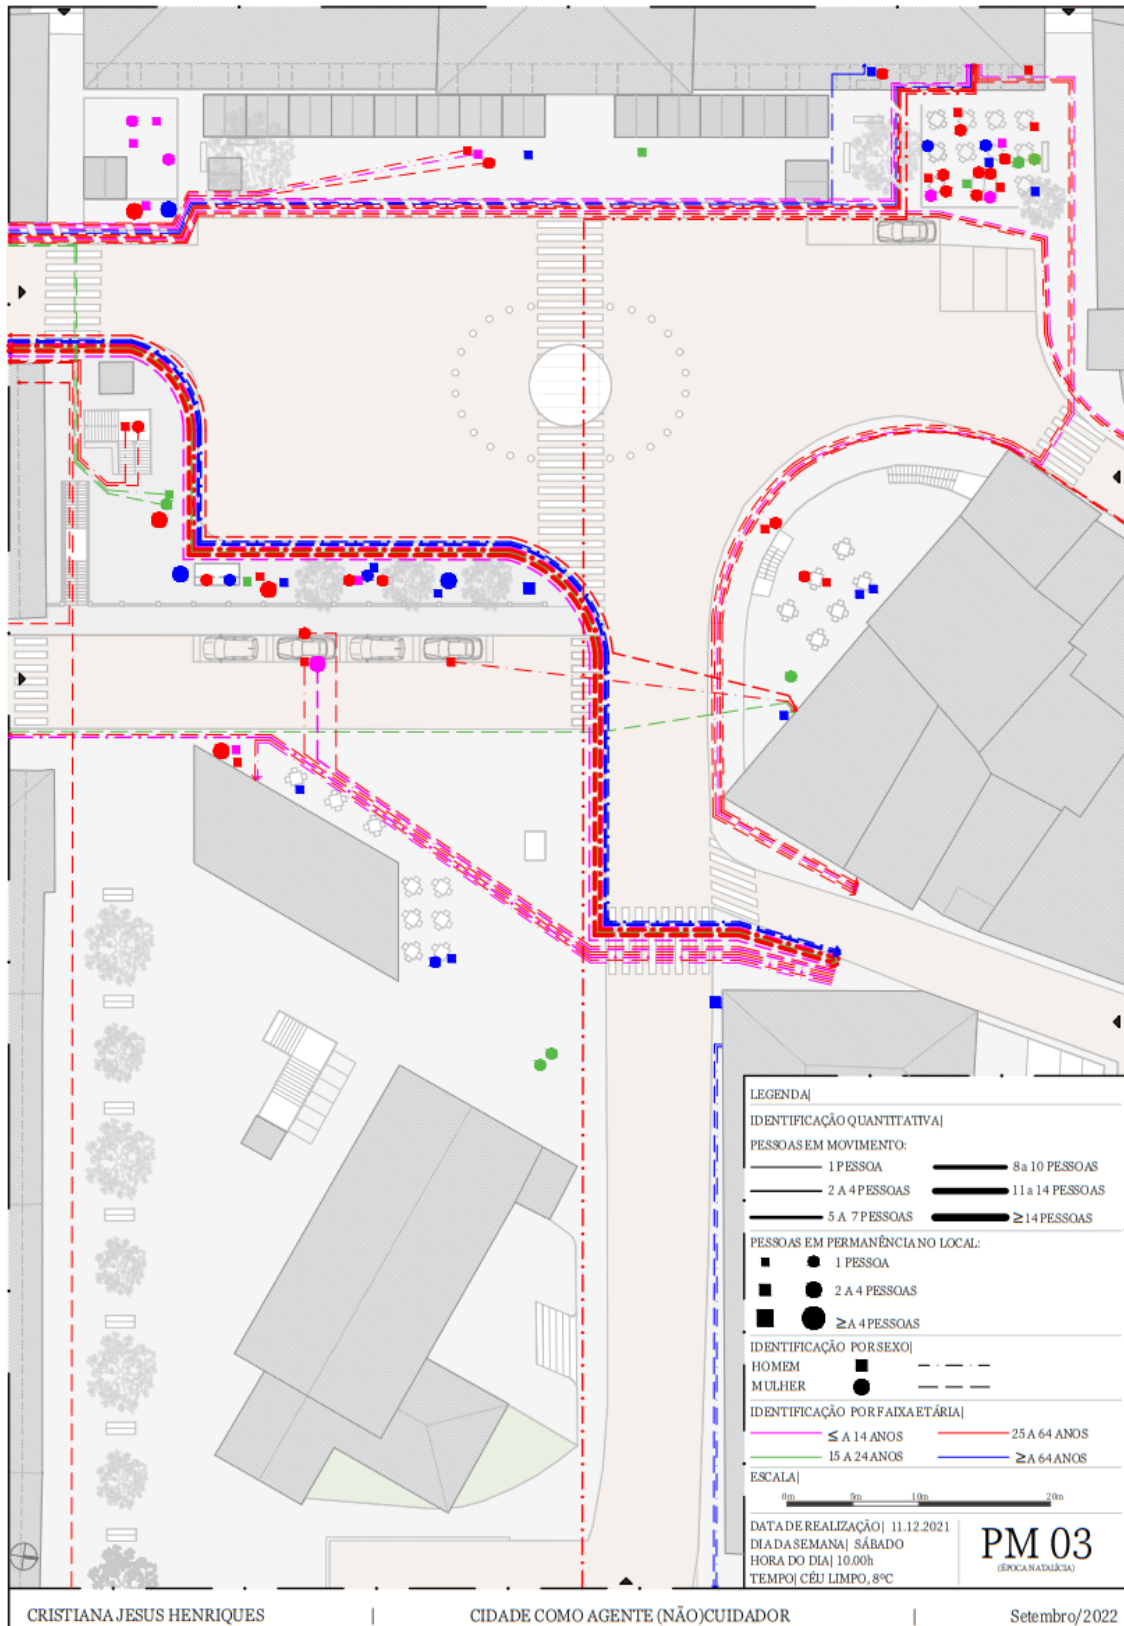 LEGENDA|
IDENTIFICAÇÃO QUANTITATIVA|
PESSOAS EM MOVIMENTO:
1 PESSOA
8 a 10 PESSOAS
2 A 4 PESSOAS
11 a 14 PESSOAS
5 A 7 PESSOAS
≥ 14 PESSOAS
PESSOAS EM PERMANÊNCIA NO LOCAL:
1 PESSOA
2 A 4 PESSOAS
≥ A 4 PESSOAS
IDENTIFICAÇÃO POR SEXO|
HOMEM
MULHER
IDENTIFICAÇÃO POR FAIXA ETÁRIA|
≤ A 14 ANOS
25 A 64 ANOS
15 A 24 ANOS
≥ A 64 ANOS
ESCALA|
0m 5m 10m 20m
DATA DE REALIZAÇÃO| 11.12.2021
DIA DA SEMANA| SÁBADO
HORA DO DIA| 10.00h
TEMPO| CÉU LIMPO, 8ºC
PM 03
(ÉPOCA NATALÍCIA)
CRISTIANA JESUS HENRIQUES | CIDADE COMO AGENTE (NÃO)CUIDADOR | Setembro/2022